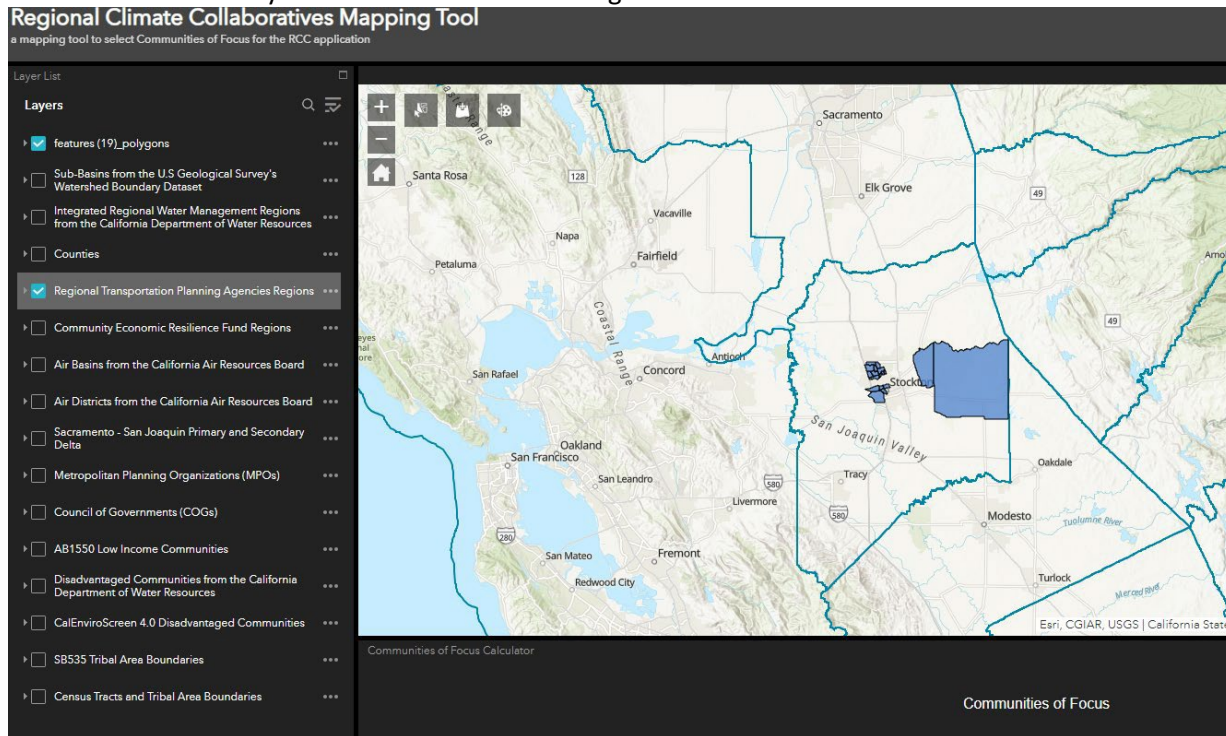 Regional Climate Collaboratives Mapping Tool
a mapping tool to select Communities of Focus for the RCC application
Layer List
Layers
features (19)_polygons
Sub-Basins from the U.S Geological Survey's
Watershed Boundary Dataset
Integrated Regional Water Management Regions
from the California Department of Water Resources
Counties
Regional Transportation Planning Agencies Regions
Community Economic Resilience Fund Regions
Air Basins from the California Air Resources Board
Air Districts from the California Air Resources Board
Sacramento - San Joaquin Primary and Secondary
Delta
Metropolitan Planning Organizations (MPOs)
Council of Governments (COGs)
AB1550 Low Income Communities
Disadvantaged Communities from the California
Department of Water Resources
CalEnviroScreen 4.0 Disadvantaged Communities
SB535 Tribal Area Boundaries
Census Tracts and Tribal Area Boundaries
Coastal Range
Sacramento
Santa Rosa
128
Elk Grove
49
Vacaville
Napa
Fairfield
Petaluma
Coastal Range
49
Antioch
San Rafael
Concord
Stockt
San Joaquin Valley
Oakland
San Francisco
Oakdale
San Leandro
580
Tracy
Livermore
580
Modesto
Tuolumne River
280
San Mateo
Fremont
Redwood City
Turlock
Merced River
Esri, CGIAR, USGS | California State
Communities of Focus Calculator
Communities of Focus